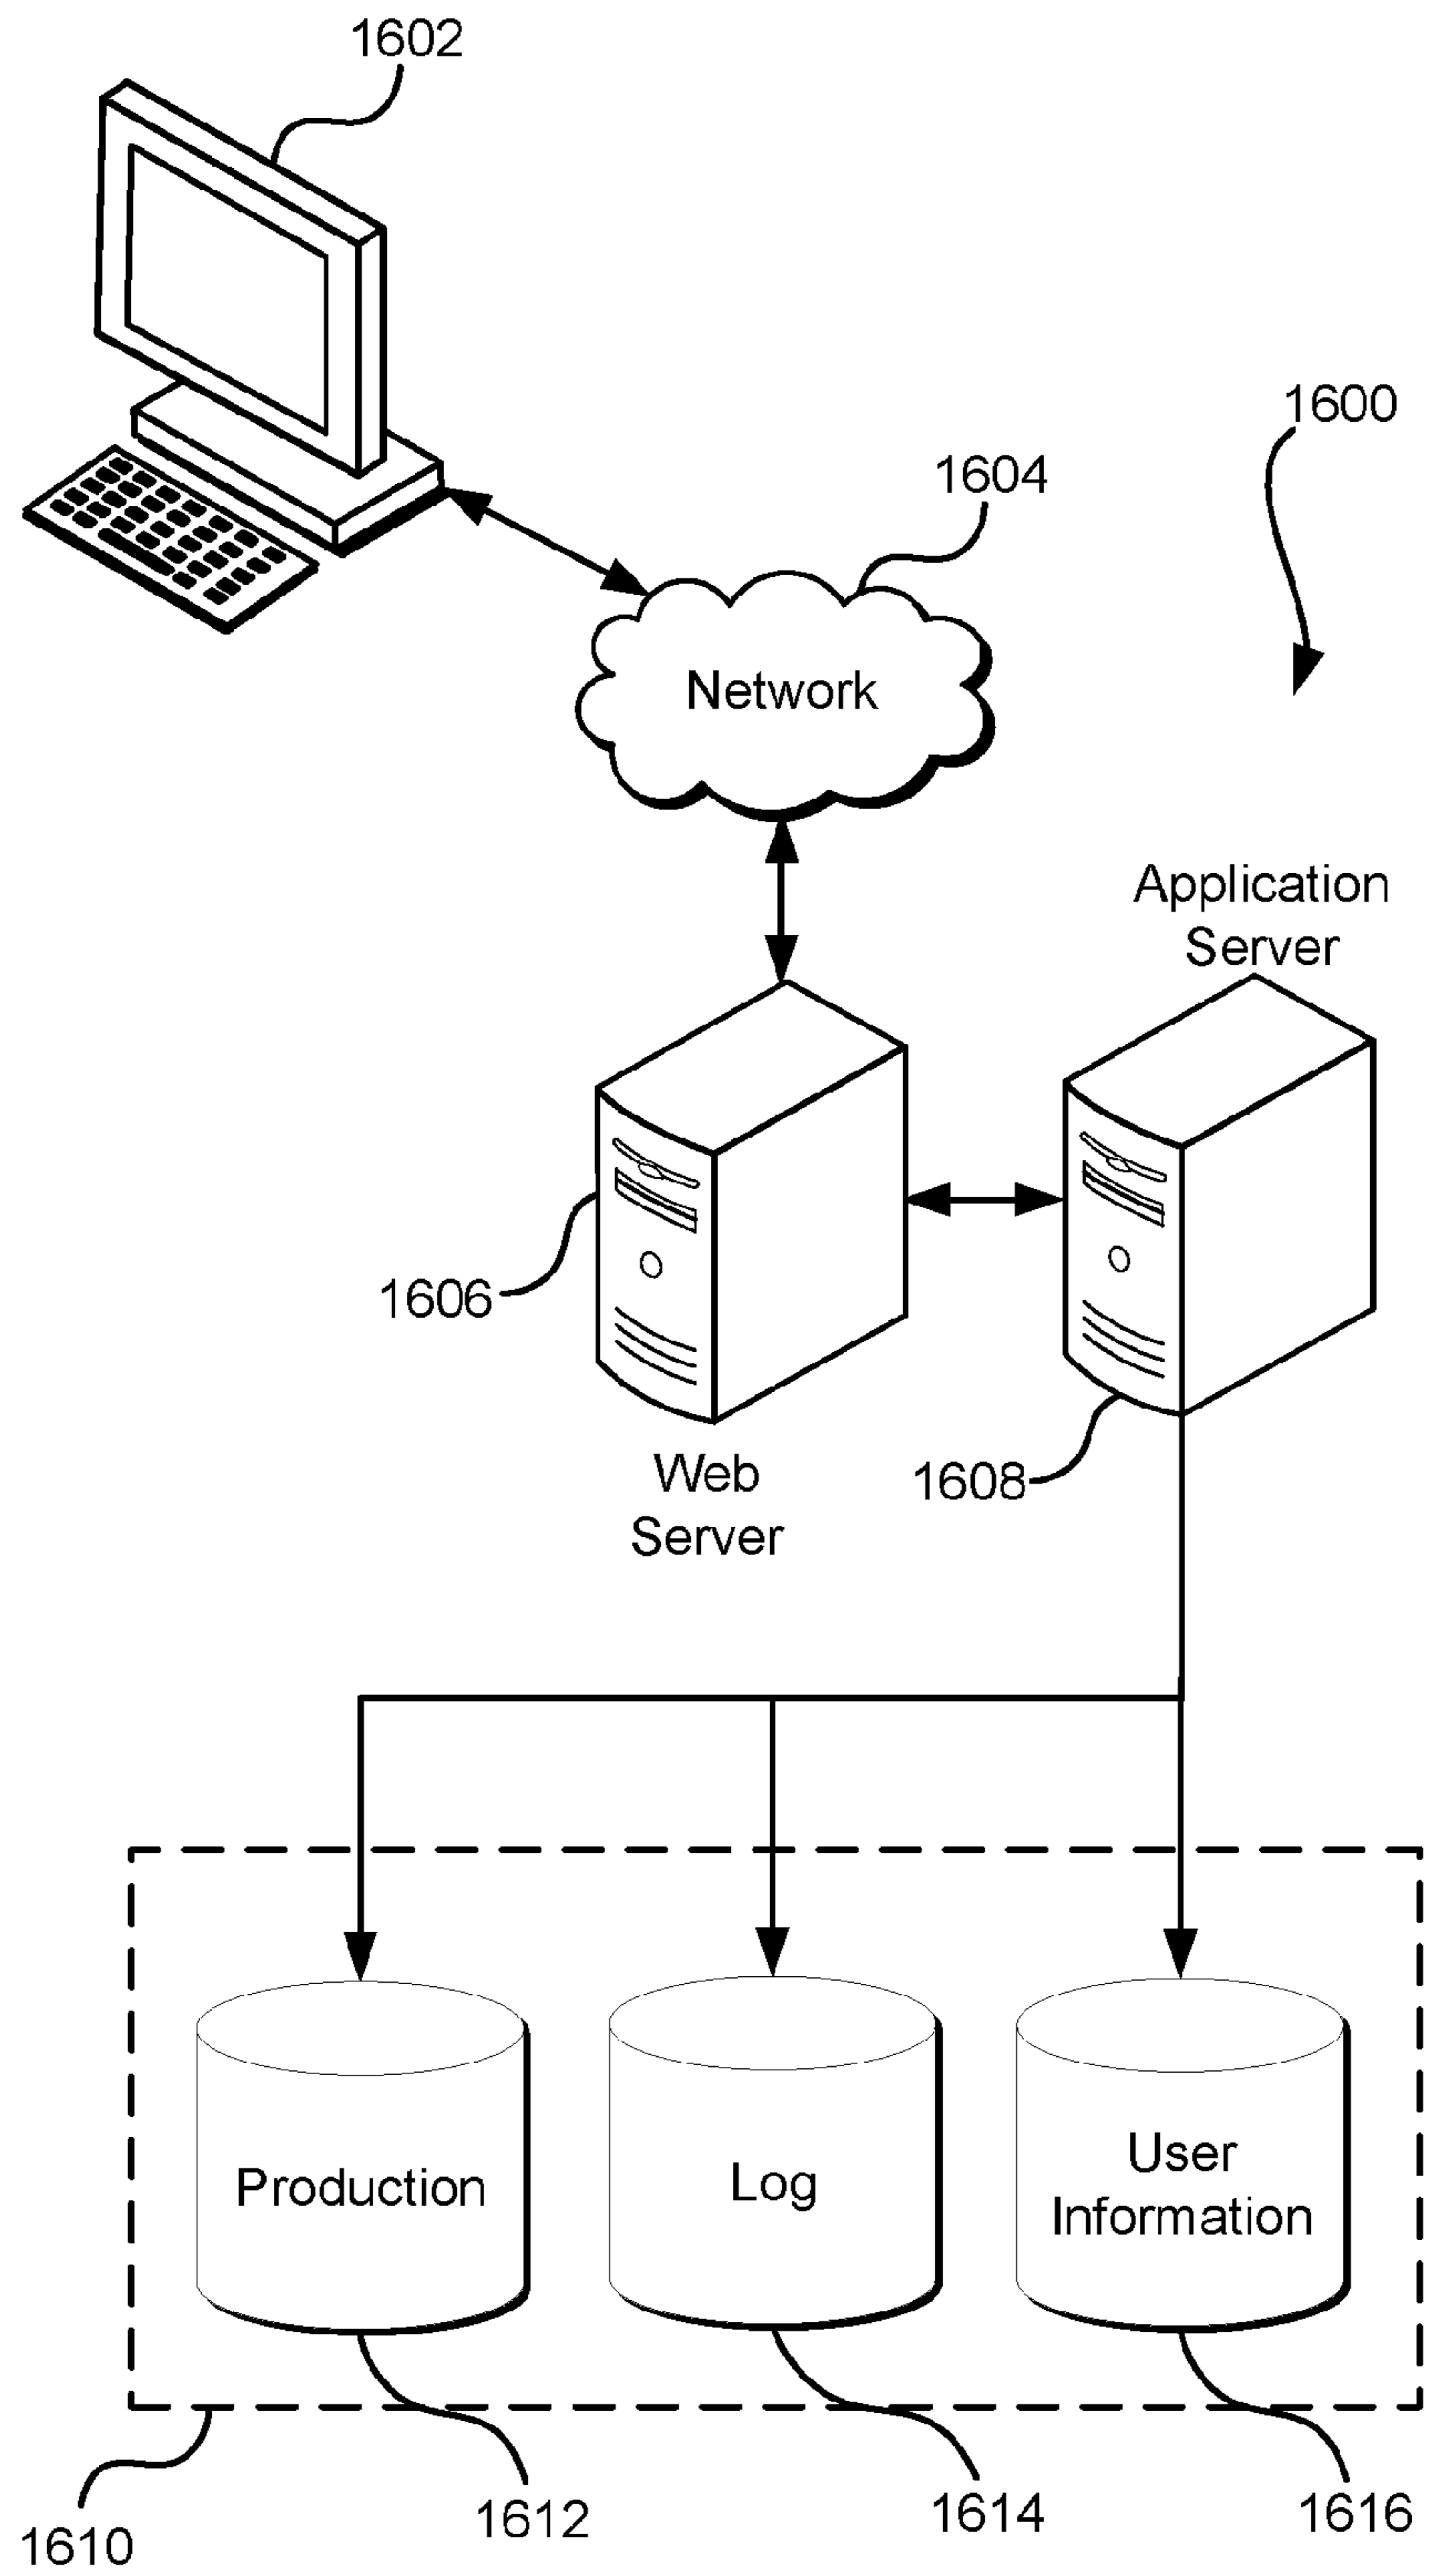 1602
1600
1604
Network
Application
Server
1606
Web
Server
1608
Production
Log
User
Information
1610
1612
1614
1616